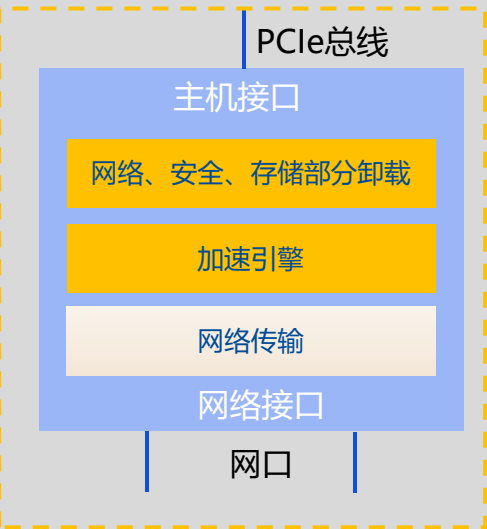 PCIe总线
主机接口
网络、安全、存储部分卸载
加速引擎
网络传输
网络接口
网口